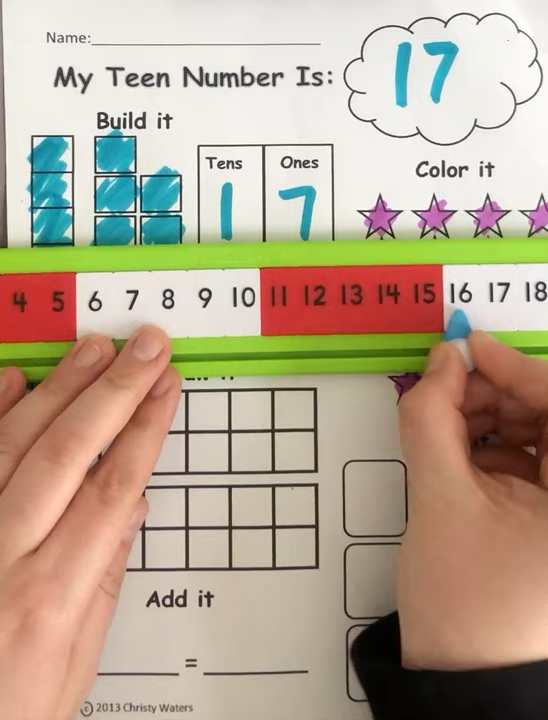 Name:
17
My Teen Number Is:
Build it
Tens
Ones
Color it
1
7
4 5 6 7 8 9 10 11 12 13 14 15 16 17 18
Add it
=
© 2013 Christy Waters